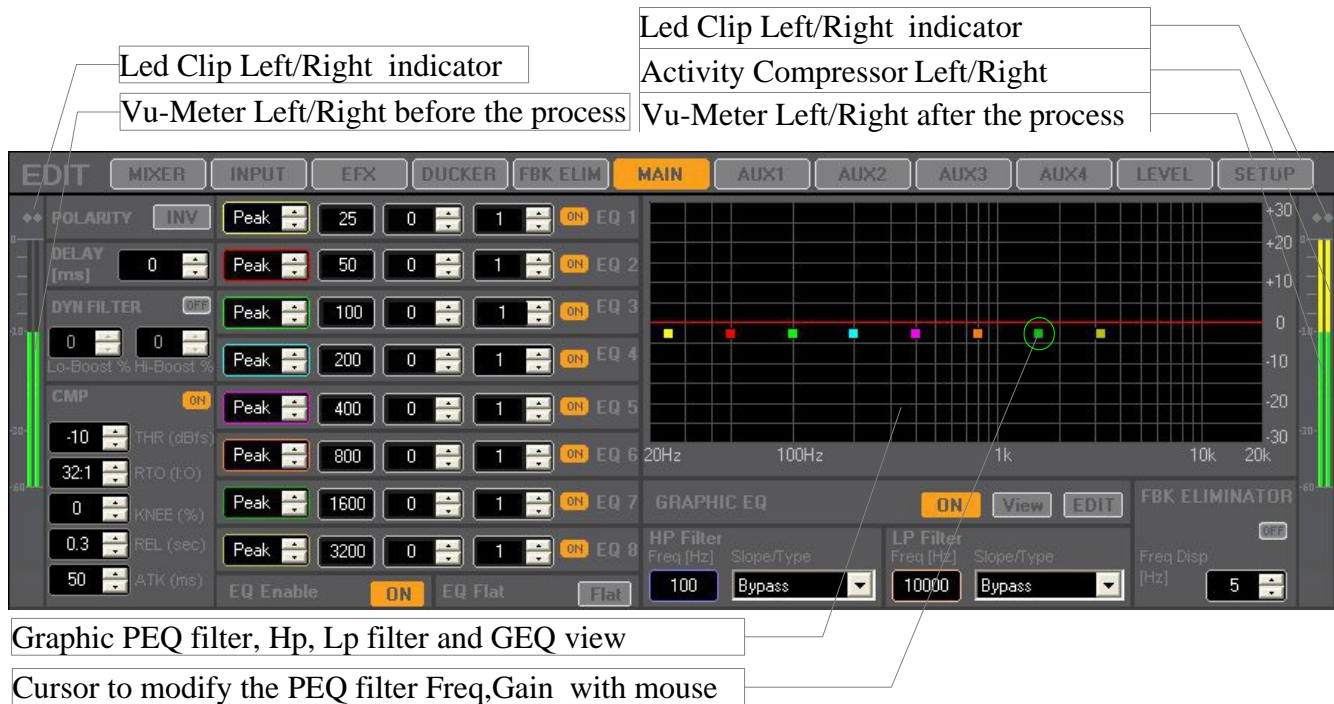 Led Clip Left/Right indicator
Led Clip Left/Right indicator
Activity Compressor Left/Right
Vu-Meter Left/Right before the process
Vu-Meter Left/Right after the process
EDIT MIXER INPUT EFX DUCKER FBK ELIM MAIN AUX1 AUX2 AUX3 AUX4 LEVEL SETUP
POLARITY INV
DELAY [ms] 0
DYN FILTER OFF
0 0
Lo-Boost % Hi-Boost %
CMP ON
-10 THR (dBfs)
32:1 RTO (I:O)
0 KNEE (%)
0.3 REL (sec)
50 ATK (ms)
0
-10
-30
-60
Peak 25 0 1 ON EQ 1
Peak 50 0 1 ON EQ 2
Peak 100 0 1 ON EQ 3
Peak 200 0 1 ON EQ 4
Peak 400 0 1 ON EQ 5
Peak 800 0 1 ON EQ 6
Peak 1600 0 1 ON EQ 7
Peak 3200 0 1 ON EQ 8
EQ Enable ON EQ Flat Flat
+30
+20
+10
0
-10
-20
-30
20Hz 100Hz 1k 10k 20k
0
-10
-30
-60
GRAPHIC EQ ON View EDIT
HP Filter
Freq [Hz] Slope/Type
100 Bypass
LP Filter
Freq [Hz] Slope/Type
10000 Bypass
FBK ELIMINATOR
OFF
Freq Disp
[Hz] 5
Graphic PEQ filter, Hp, Lp filter and GEQ view
Cursor to modify the PEQ filter Freq,Gain with mouse